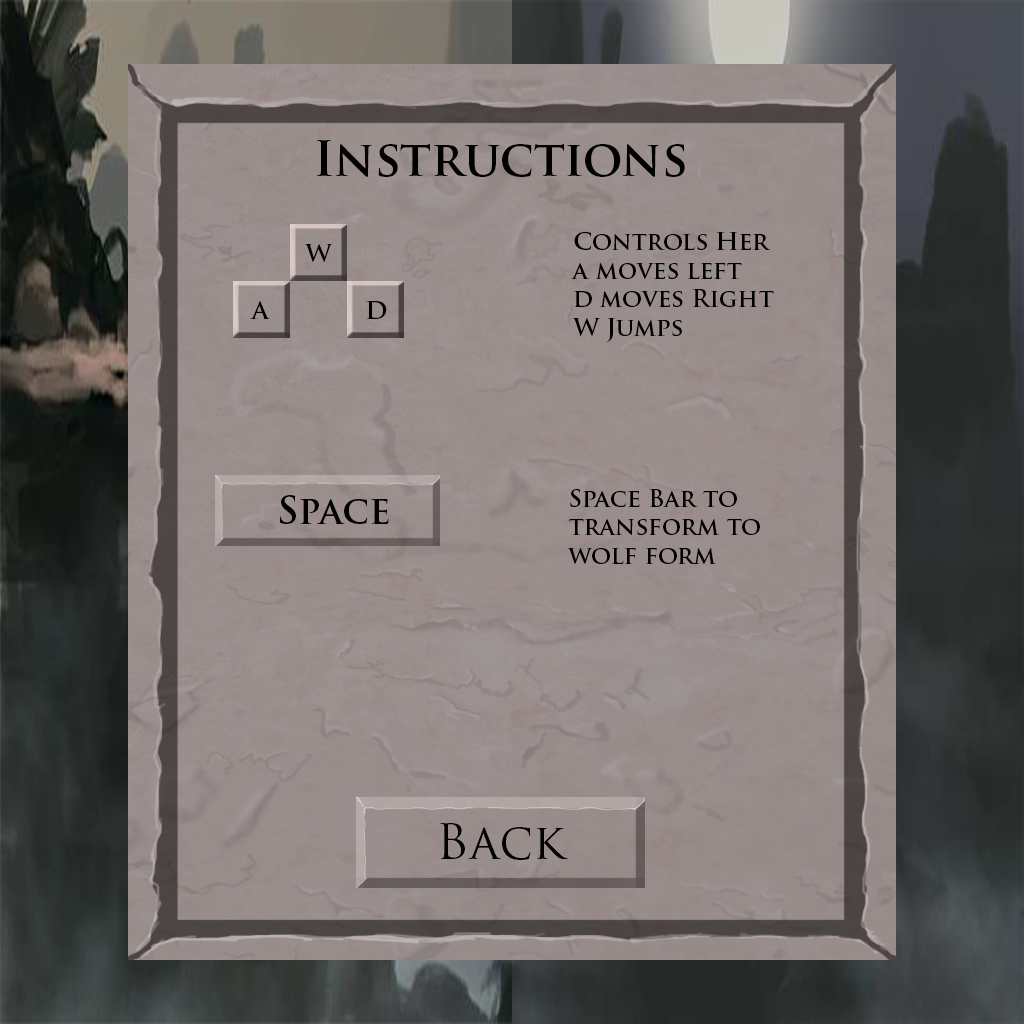 Instructions
W
A D
Controls Her
A moves left
D moves Right
W Jumps
Space
Space Bar to
transform to
wolf form
Back